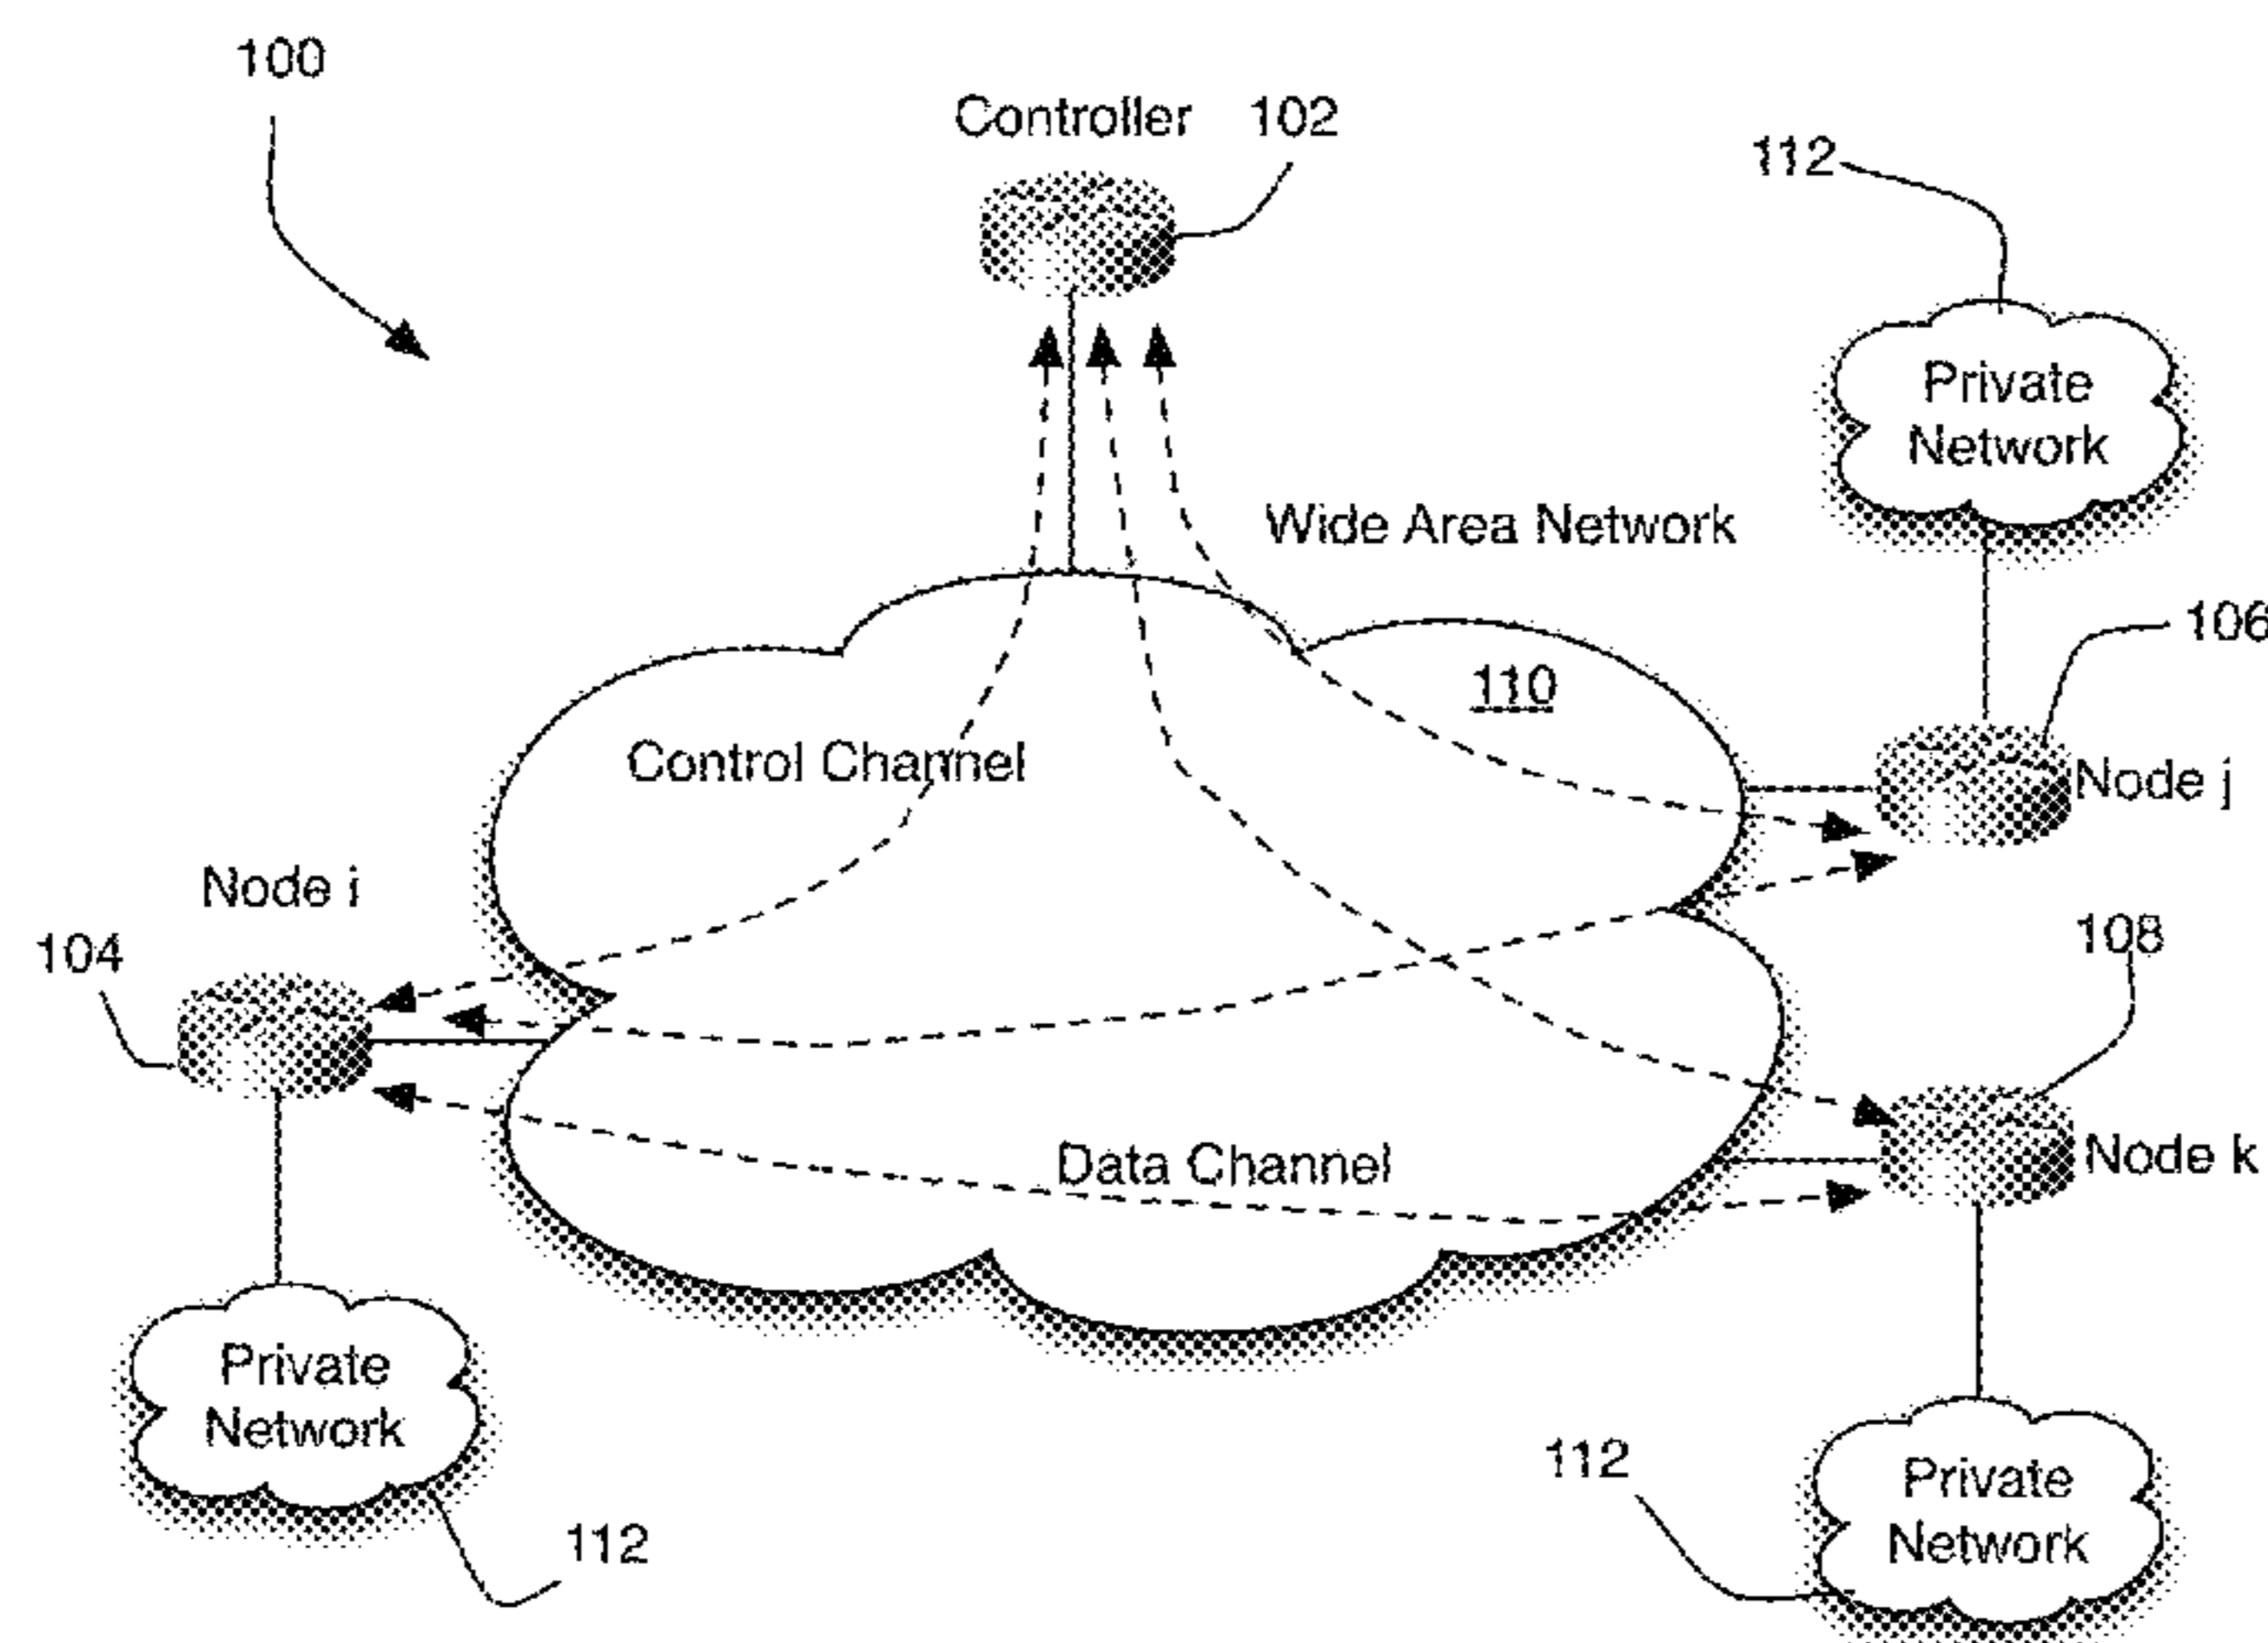 100
Controller 102
112
Private
Network
Wide Area Network
106
110
Control Channel
Node j
Node i
104
108
Data Channel
Node k
Private
Network
112
112
Private
Network